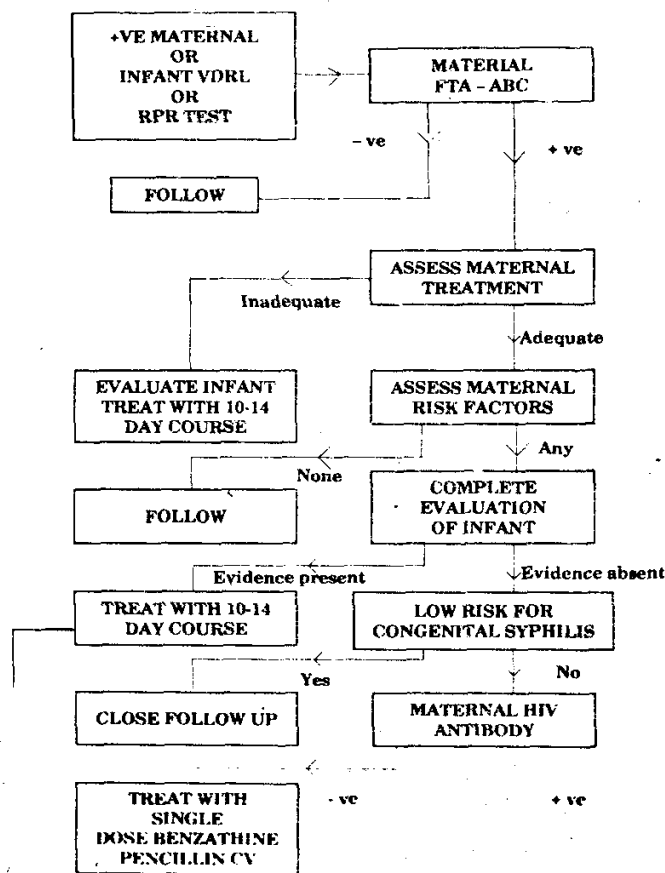 +VE MATERNAL
OR
INFANT VDRL
OR
RPR TEST
MATERIAL
FTA – ABC
– ve
+ ve
FOLLOW
ASSESS MATERNAL
TREATMENT
Inadequate
Adequate
EVALUATE INFANT
TREAT WITH 10-14
DAY COURSE
ASSESS MATERNAL
RISK FACTORS
None
Any
FOLLOW
COMPLETE
EVALUATION
OF INFANT
Evidence present
Evidence absent
TREAT WITH 10-14
DAY COURSE
LOW RISK FOR
CONGENITAL SYPHILIS
Yes
No
CLOSE FOLLOW UP
MATERNAL HIV
ANTIBODY
- ve
+ ve
TREAT WITH
SINGLE
DOSE BENZATHINE
PENCILLIN CV